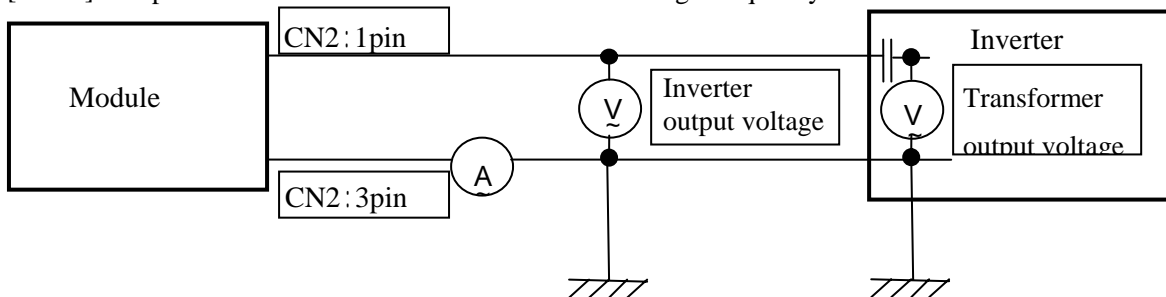 CN2:1pin
Inverter
Module
Inverter
output voltage
V
~
V
~
Transformer
output voltage
A
~
CN2:3pin